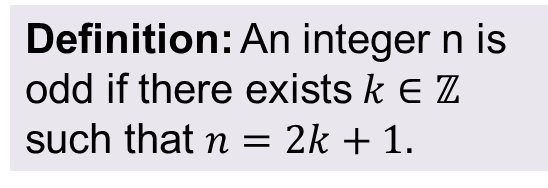 Definition: An integer n is
odd if there exists k ∈ ℤ
such that n = 2k + 1.